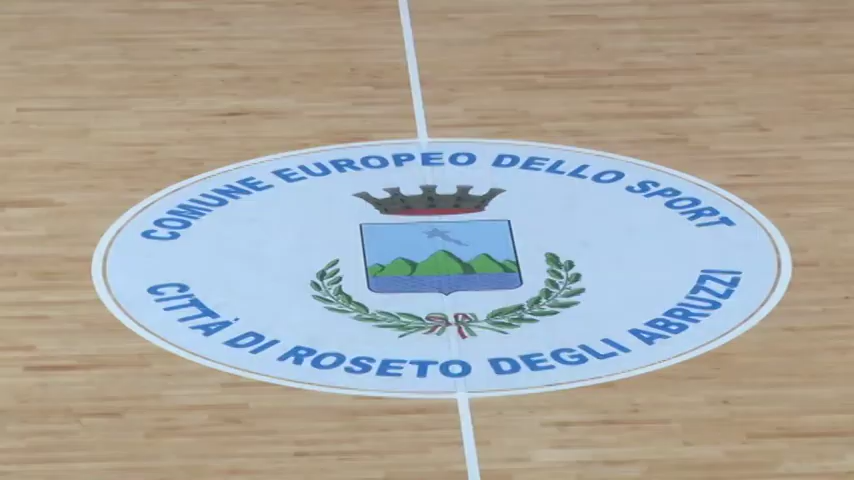 COMUNE EUROPEO DELLO SPORT
CITTÀ DI ROSETO DEGLI ABRUZZI